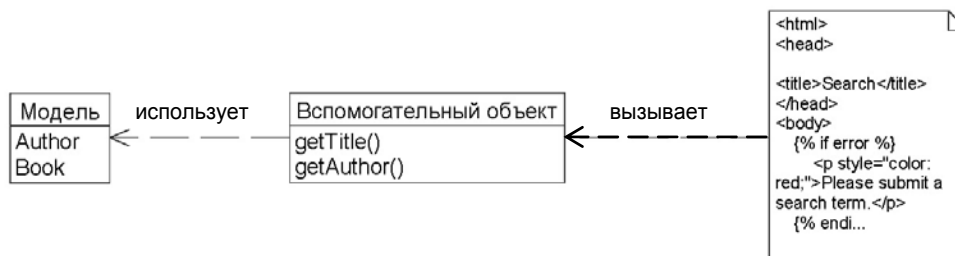 Модель
Author
Book
использует
Вспомогательный объект
getTitle()
getAuthor()
вызывает
<html>
<head>
<title>Search</title>
</head>
<body>
{% if error %}
<p style="color:
red;">Please submit a
search term.</p>
{% endi...